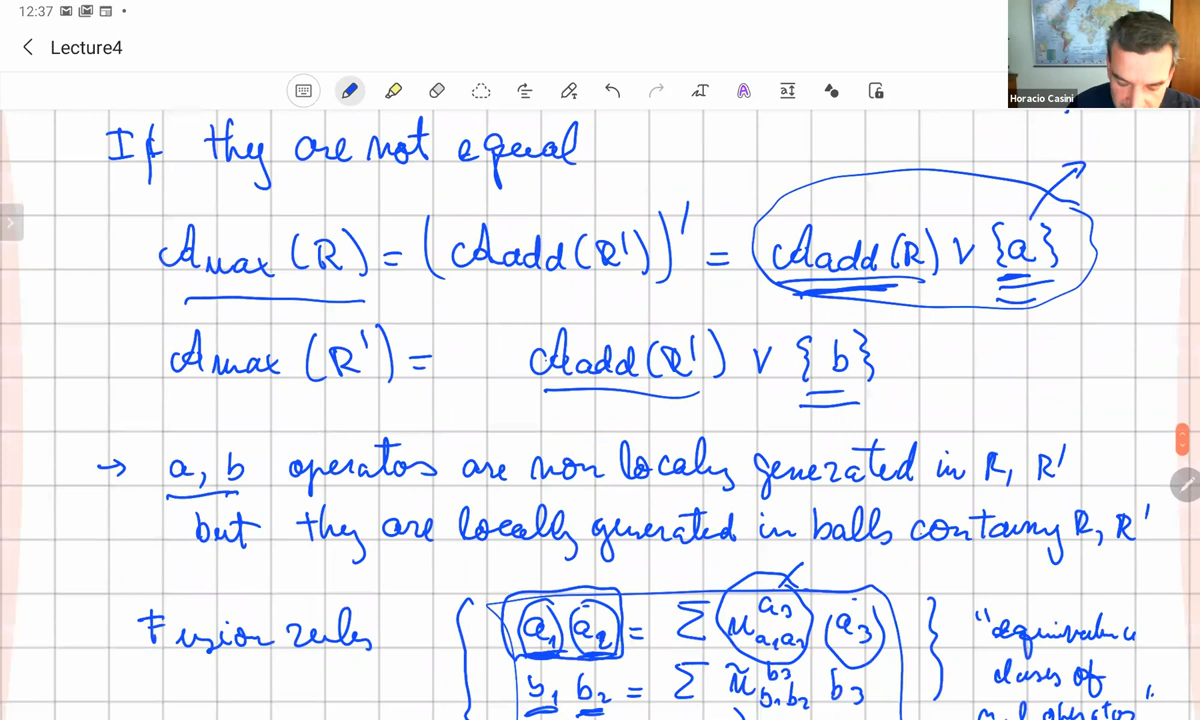 12:37
Lecture4
Horacio Casini
If they are not equal
Amax (R) = (Aadd (R'))' = Aadd (R) ∨ {a}
Amax (R') = Aadd (R') ∨ {b}
→ a, b operators are non locally generated in R, R'
but they are locally generated in balls containy R, R'
Fusion rules { a1 a2 = Σ n a3 a1a2 (a3) } "equivalence
b1 b2 = Σ ñ b3 b1b2 b3 clases of